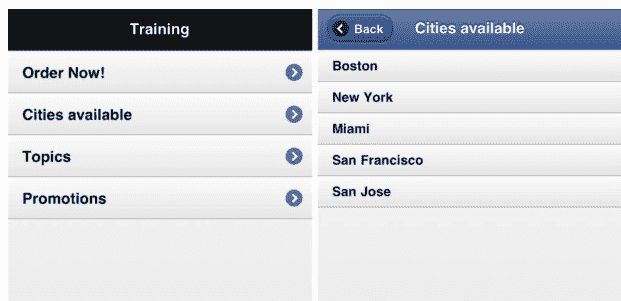 Training
Order Now!
Cities available
Topics
Promotions
Back
Cities available
Boston
New York
Miami
San Francisco
San Jose